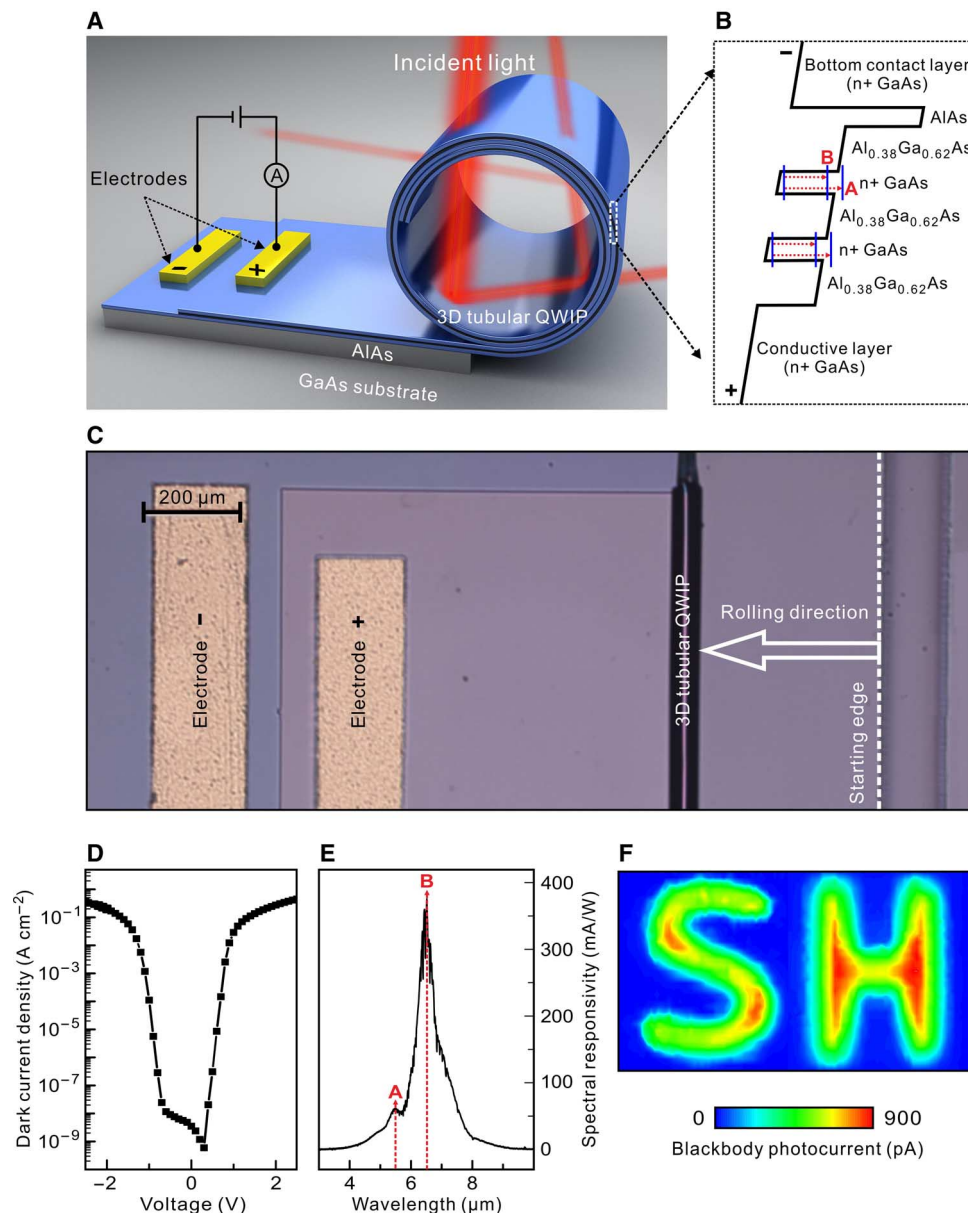 A
Incident light
A
Electrodes
-
+
3D tubular QWIP
AlAs
GaAs substrate
B
-
Bottom contact layer
(n+ GaAs)
AlAs
Al0.38Ga0.62As
B
n+ GaAs
A
Al0.38Ga0.62As
n+ GaAs
Al0.38Ga0.62As
Conductive layer
(n+ GaAs)
+
C
200 µm
Electrode -
Electrode +
3D tubular QWIP
Rolling direction
Starting edge
D
Dark current density (A cm−2)
10−1
10−3
10−5
10−7
10−9
-2 0 2
Voltage (V)
E
B
A
400
300
200
100
0
Spectral responsivity (mA/W)
4 6 8
Wavelength (µm)
F
S H
0 900
Blackbody photocurrent (pA)